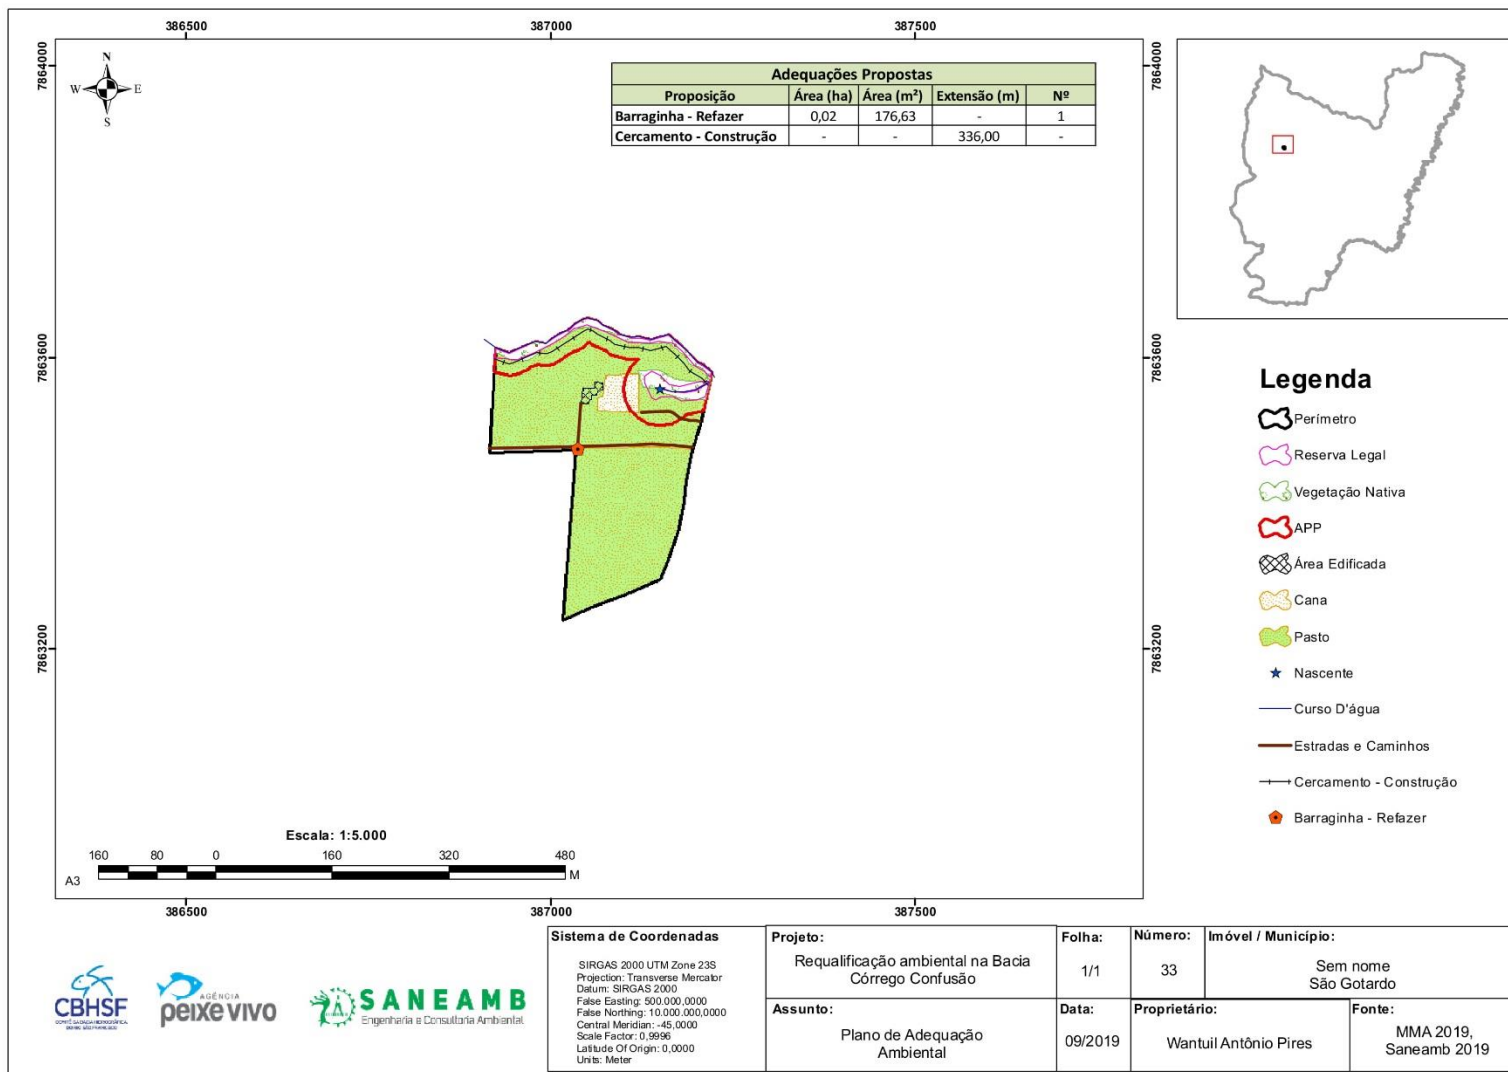 386500 387000 387500
7864000 7864000
N
W E
S
Adequações Propostas
Proposição Área (ha) Área (m²) Extensão (m) Nº
Barraginha - Refazer 0,02 176,63 - 1
Cercamento - Construção - - 336,00 -
7863600 7863600
7863200 7863200
Legenda
Perímetro
Reserva Legal
Vegetação Nativa
APP
Área Edificada
Cana
Pasto
Nascente
Curso D'água
Estradas e Caminhos
Cercamento - Construção
Barraginha - Refazer
Escala: 1:5.000
160 80 0 160 320 480
A3 M
386500 387000 387500
CBHSF
AGÊNCIA
peixe vivo
SANEAMB
Engenharia e Consultoria Ambiental
Sistema de Coordenadas
SIRGAS 2000 UTM Zone 23S
Projection: Transverse Mercator
Datum: SIRGAS 2000
False Easting: 500.000,0000
False Northing: 10.000.000,0000
Central Meridian: -45,0000
Scale Factor: 0,9996
Latitude Of Origin: 0,0000
Units: Meter
Projeto:
Requalificação ambiental na Bacia
Córrego Confusão
Folha:
1/1
Número:
33
Imóvel / Município:
Sem nome
São Gotardo
Assunto:
Plano de Adequação
Ambiental
Data:
09/2019
Proprietário:
Wantuil Antônio Pires
Fonte:
MMA 2019,
Saneamb 2019